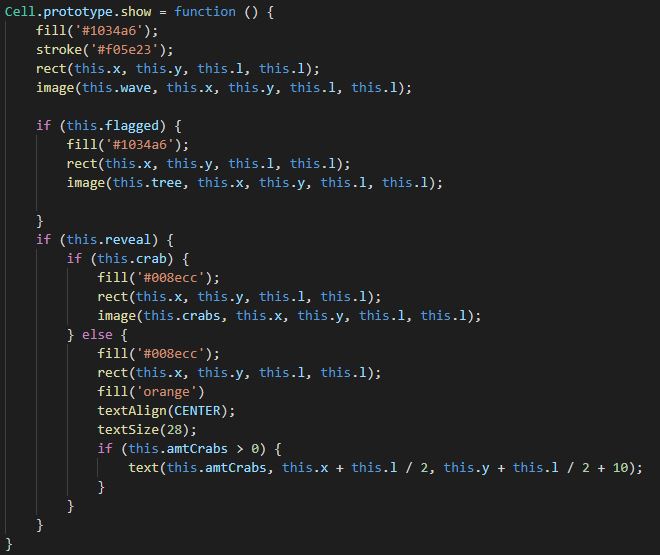 Cell.prototype.show = function () {
    fill('#1034a6');
    stroke('#f05e23');
    rect(this.x, this.y, this.l, this.l);
    image(this.wave, this.x, this.y, this.l, this.l);

    if (this.flagged) {
        fill('#1034a6');
        rect(this.x, this.y, this.l, this.l);
        image(this.tree, this.x, this.y, this.l, this.l);

    }
    if (this.reveal) {
        if (this.crab) {
            fill('#008ecc');
            rect(this.x, this.y, this.l, this.l);
            image(this.crabs, this.x, this.y, this.l, this.l);
        } else {
            fill('#008ecc');
            rect(this.x, this.y, this.l, this.l);
            fill('orange')
            textAlign(CENTER);
            textSize(28);
            if (this.amtCrabs > 0) {
                text(this.amtCrabs, this.x + this.l / 2, this.y + this.l / 2 + 10);
            }
        }
    }
}